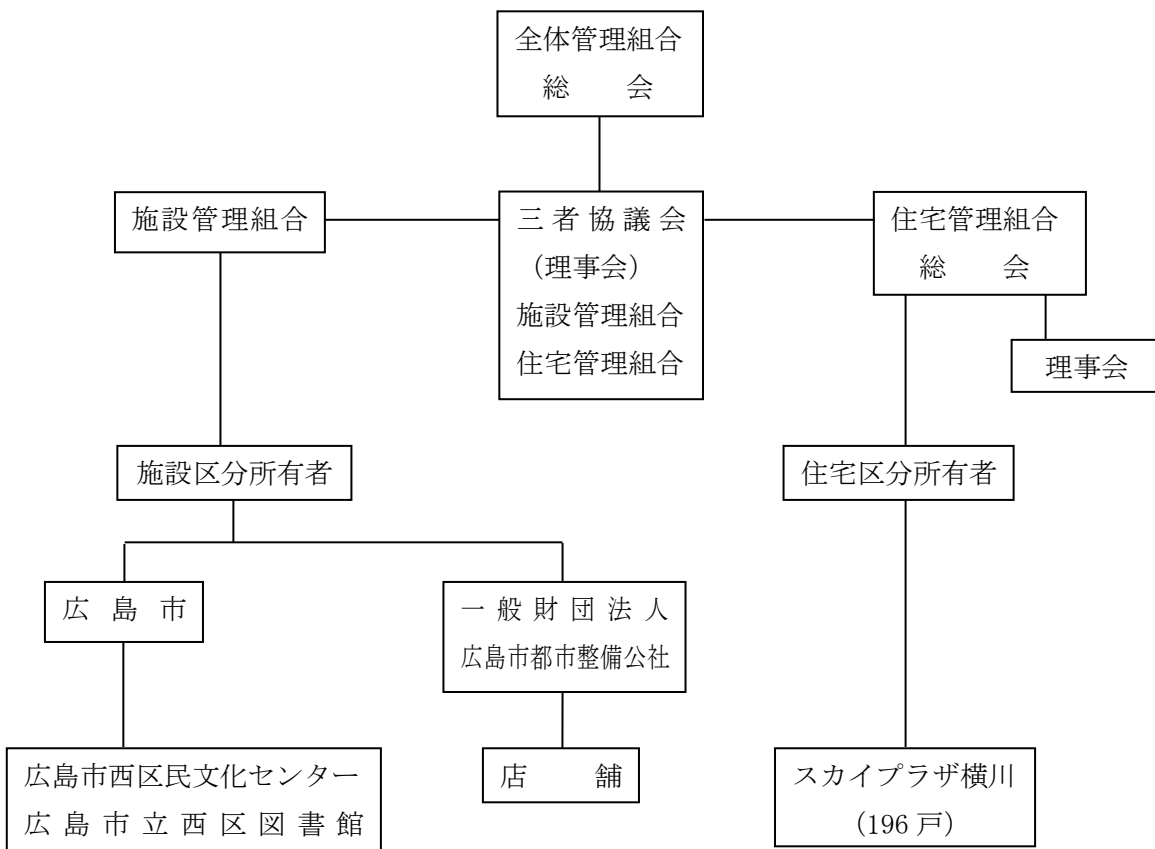 全体管理組合
総　会
施設管理組合
三者協議会
（理事会）
施設管理組合
住宅管理組合
住宅管理組合
総　会
理事会
施設区分所有者
住宅区分所有者
広島市
一般財団法人
広島市都市整備公社
広島市西区民文化センター
広島市立西区図書館
店　舗
スカイプラザ横川
（196 戸）